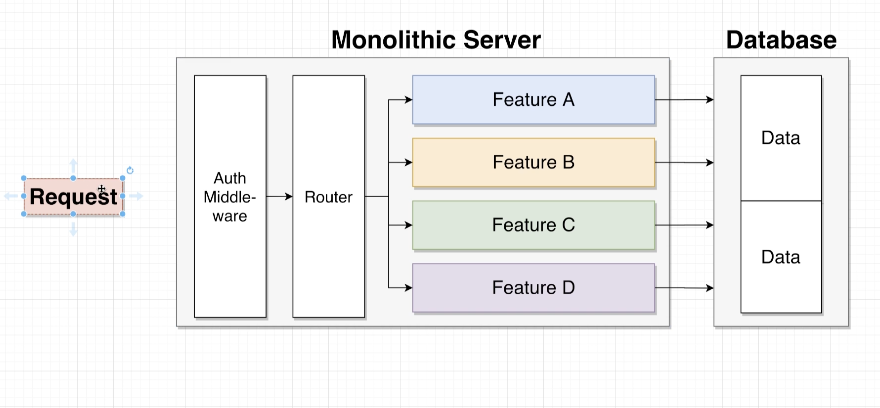 Monolithic Server
Database
Request
Auth
Middle-
ware
Router
Feature A
Feature B
Feature C
Feature D
Data
Data